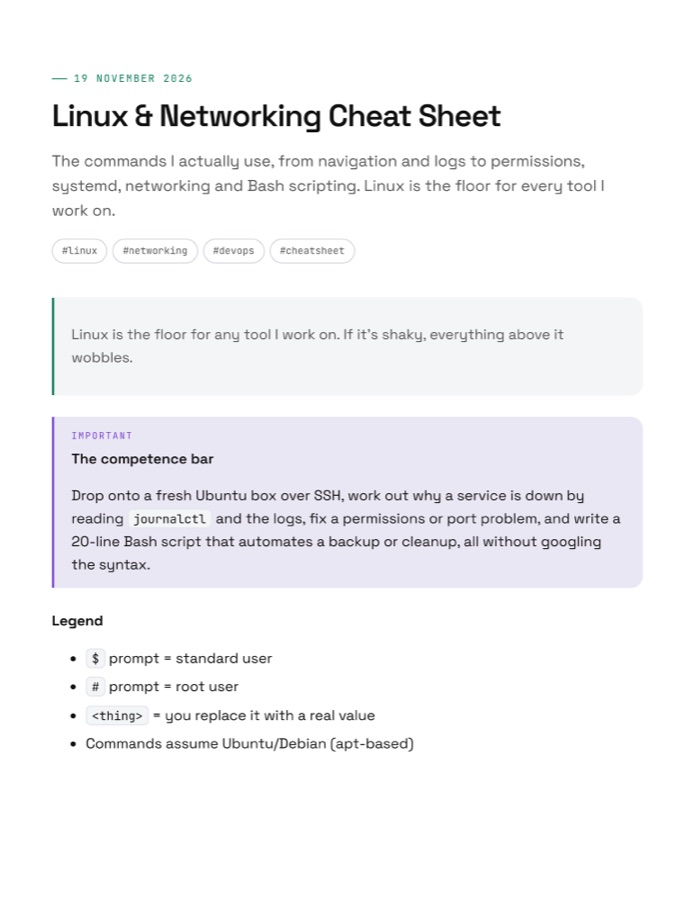 19 NOVEMBER 2026
Linux & Networking Cheat Sheet
The commands I actually use, from navigation and logs to permissions,
systemd, networking and Bash scripting. Linux is the floor for every tool I
work on.
#linux #networking #devops #cheatsheet
Linux is the floor for any tool I work on. If it's shaky, everything above it
wobbles.
IMPORTANT
The competence bar
Drop onto a fresh Ubuntu box over SSH, work out why a service is down by
reading journalctl and the logs, fix a permissions or port problem, and write a
20-line Bash script that automates a backup or cleanup, all without googling
the syntax.
Legend
• $ prompt = standard user
• # prompt = root user
• <thing> = you replace it with a real value
• Commands assume Ubuntu/Debian (apt-based)